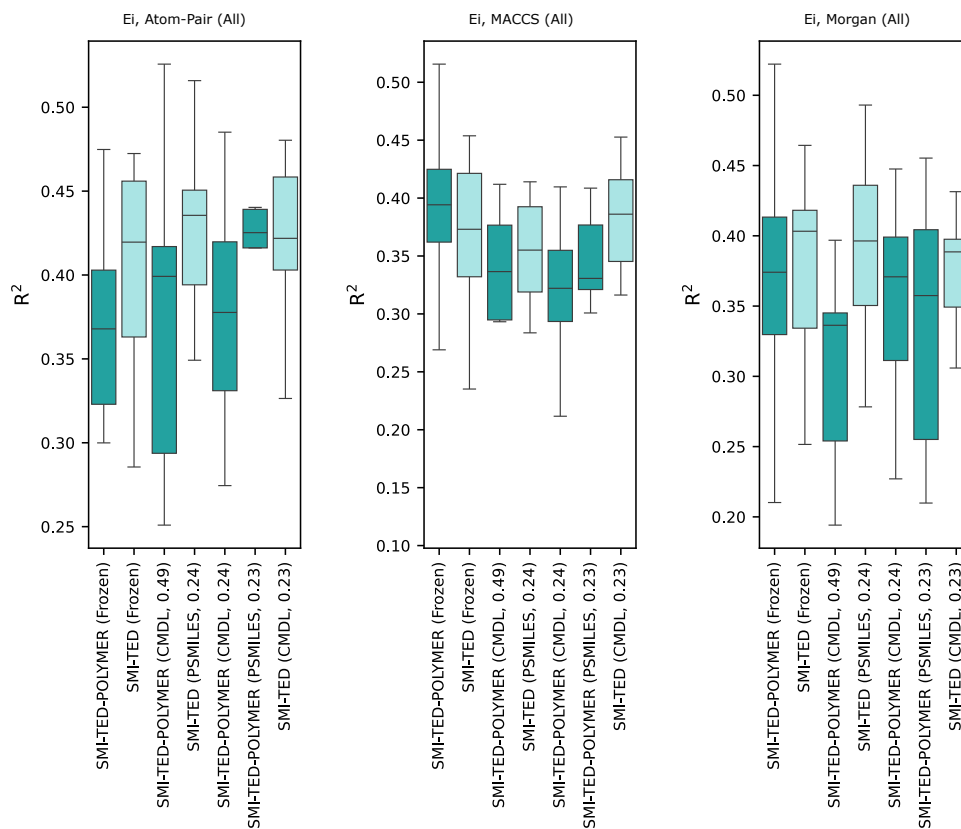 Ei, Atom-Pair (All)
Ei, MACCS (All)
Ei, Morgan (All)
R²
0.50
0.45
0.40
0.35
0.30
0.25
SMI-TED-POLYMER (Frozen)
SMI-TED (Frozen)
SMI-TED-POLYMER (CMDL, 0.49)
SMI-TED (PSMILES, 0.24)
SMI-TED-POLYMER (CMDL, 0.24)
SMI-TED-POLYMER (PSMILES, 0.23)
SMI-TED (CMDL, 0.23)
R²
0.50
0.45
0.40
0.35
0.30
0.25
0.20
0.15
0.10
SMI-TED-POLYMER (Frozen)
SMI-TED (Frozen)
SMI-TED-POLYMER (CMDL, 0.49)
SMI-TED (PSMILES, 0.24)
SMI-TED-POLYMER (CMDL, 0.24)
SMI-TED-POLYMER (PSMILES, 0.23)
SMI-TED (CMDL, 0.23)
R²
0.50
0.45
0.40
0.35
0.30
0.25
0.20
SMI-TED-POLYMER (Frozen)
SMI-TED (Frozen)
SMI-TED-POLYMER (CMDL, 0.49)
SMI-TED (PSMILES, 0.24)
SMI-TED-POLYMER (CMDL, 0.24)
SMI-TED-POLYMER (PSMILES, 0.23)
SMI-TED (CMDL, 0.23)